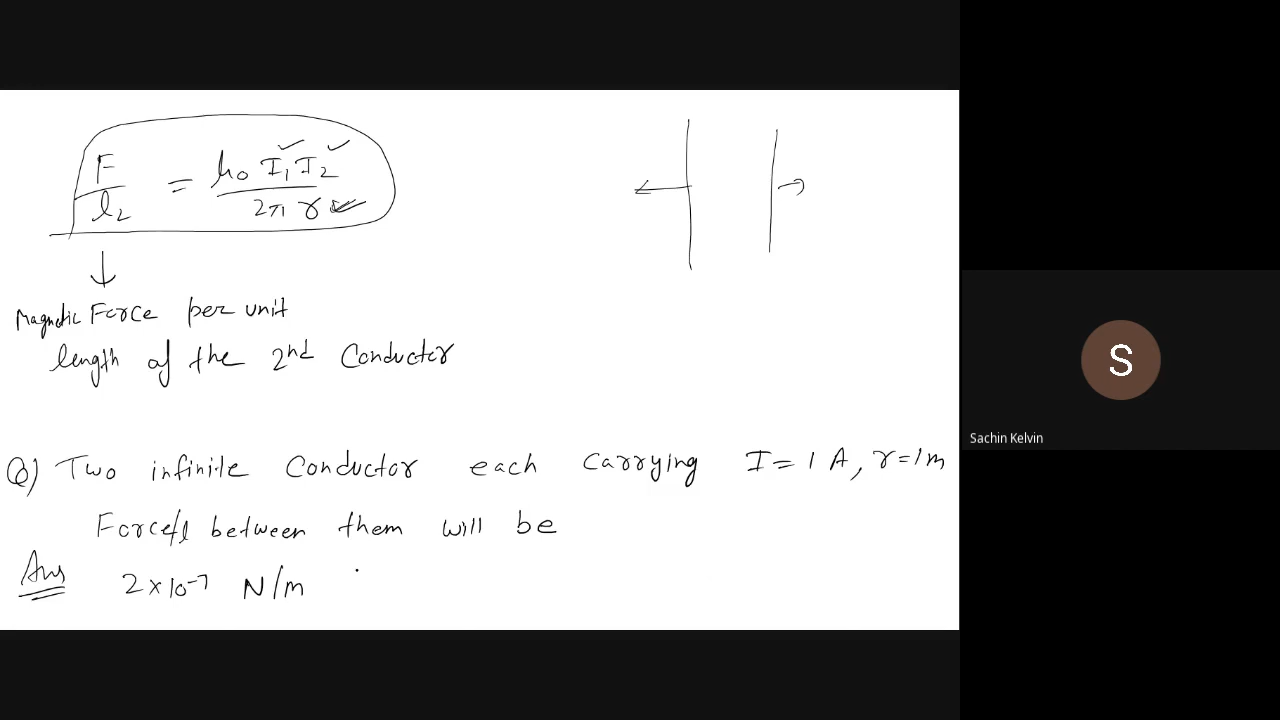 F/l₂ = μ₀ I₁ I₂ / 2π r
Magnetic Force per unit
length of the 2nd Conductor
Q) Two infinite Conductor each carrying I = 1 A, r = 1 m
Force/l between them will be
Ans 2 × 10⁻⁷ N/m
S
Sachin Kelvin